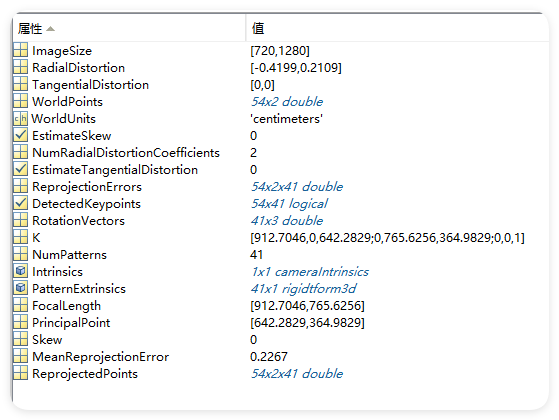 属性 值
ImageSize [720,1280]
RadialDistortion [-0.4199,0.2109]
TangentialDistortion [0,0]
WorldPoints 54x2 double
WorldUnits 'centimeters'
EstimateSkew 0
NumRadialDistortionCoefficients 2
EstimateTangentialDistortion 0
ReprojectionErrors 54x2x41 double
DetectedKeypoints 54x41 logical
RotationVectors 41x3 double
K [912.7046,0,642.2829;0,765.6256,364.9829;0,0,1]
NumPatterns 41
Intrinsics 1x1 cameraIntrinsics
PatternExtrinsics 41x1 rigidtform3d
FocalLength [912.7046,765.6256]
PrincipalPoint [642.2829,364.9829]
Skew 0
MeanReprojectionError 0.2267
ReprojectedPoints 54x2x41 double